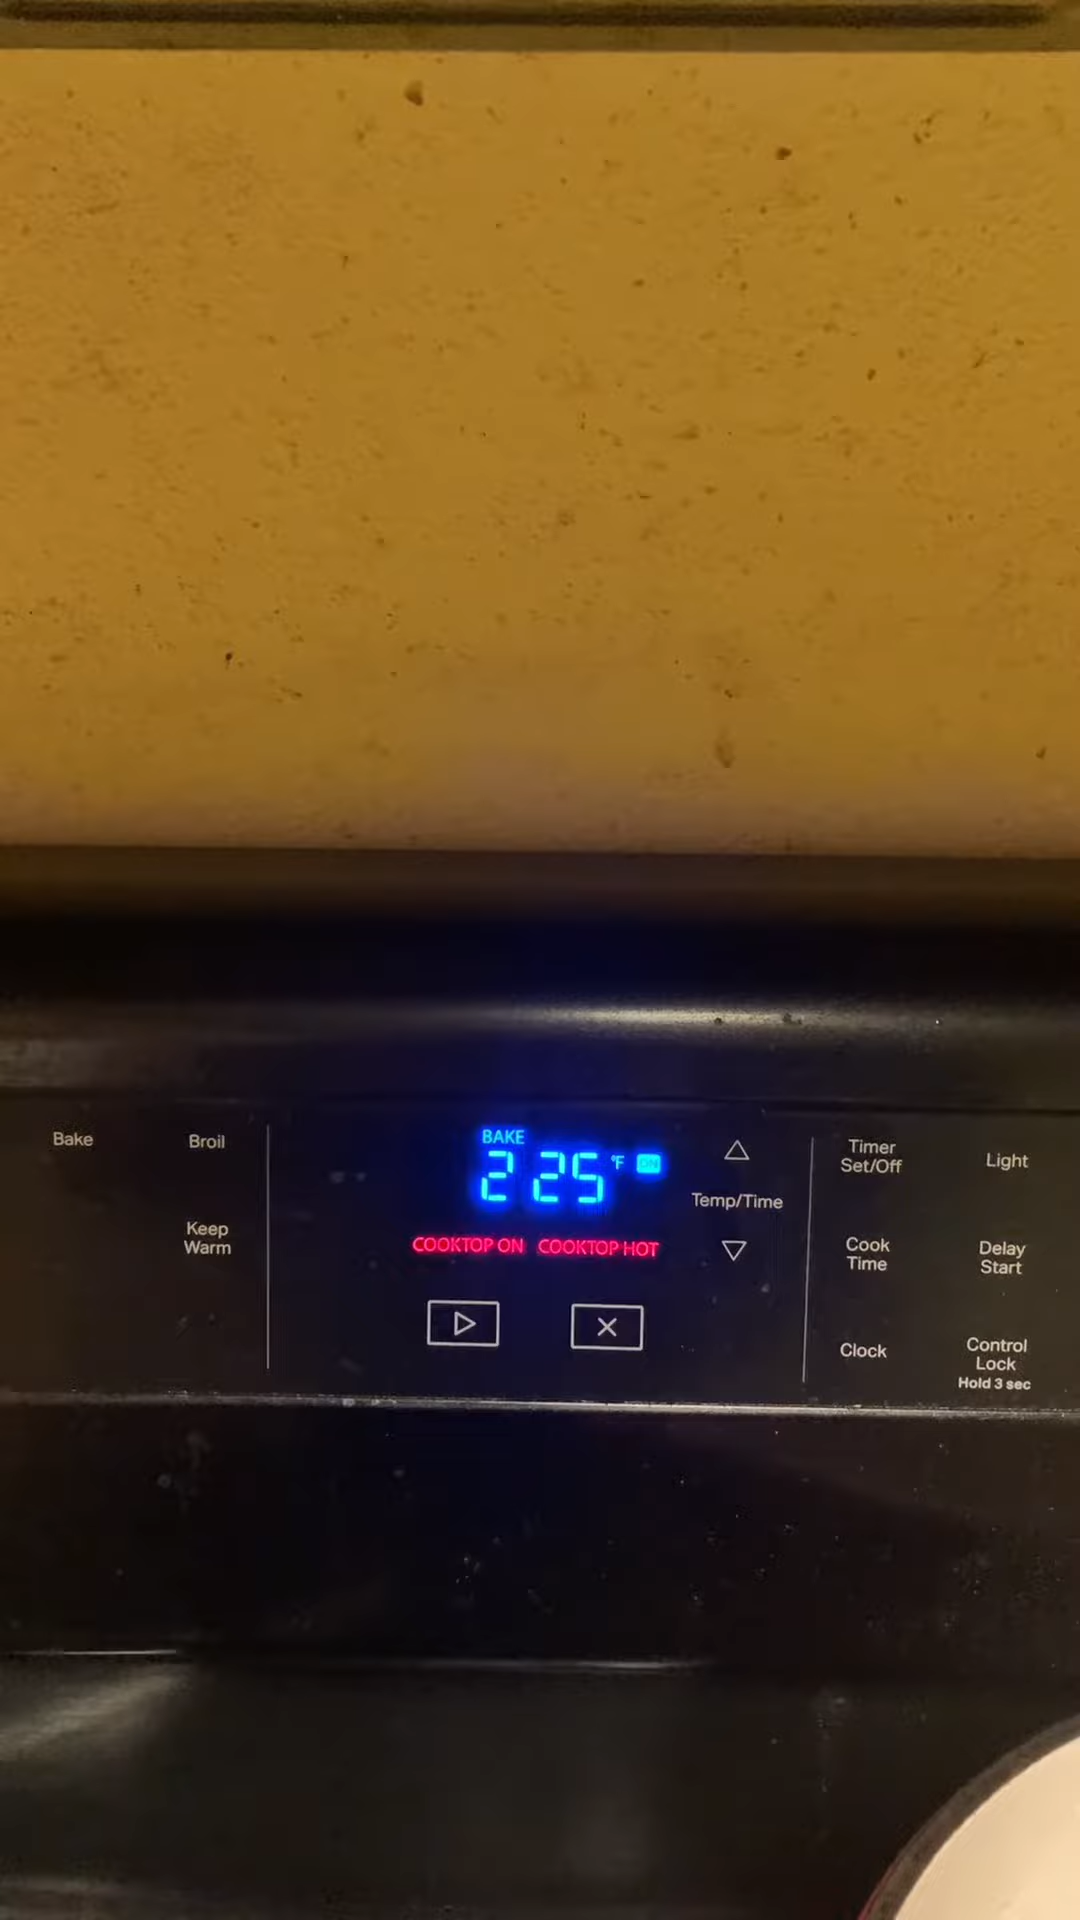 Bake
Broil
Keep
Warm
BAKE
225 °F ON
COOKTOP ON COOKTOP HOT
Temp/Time
Timer
Set/Off
Light
Cook
Time
Delay
Start
Clock
Control
Lock
Hold 3 sec